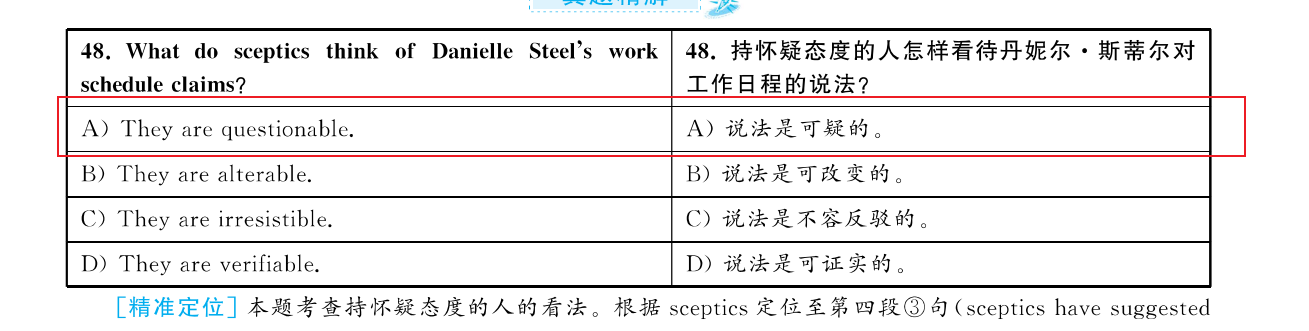 48. What do sceptics think of Danielle Steel's work
schedule claims?
48. 持怀疑态度的人怎样看待丹妮尔·斯蒂尔对
工作日程的说法？
A) They are questionable.
A) 说法是可疑的。
B) They are alterable.
B) 说法是可改变的。
C) They are irresistible.
C) 说法是不容反驳的。
D) They are verifiable.
D) 说法是可证实的。
[精准定位] 本题考查持怀疑态度的人的看法。根据 sceptics 定位至第四段③句(sceptics have suggested